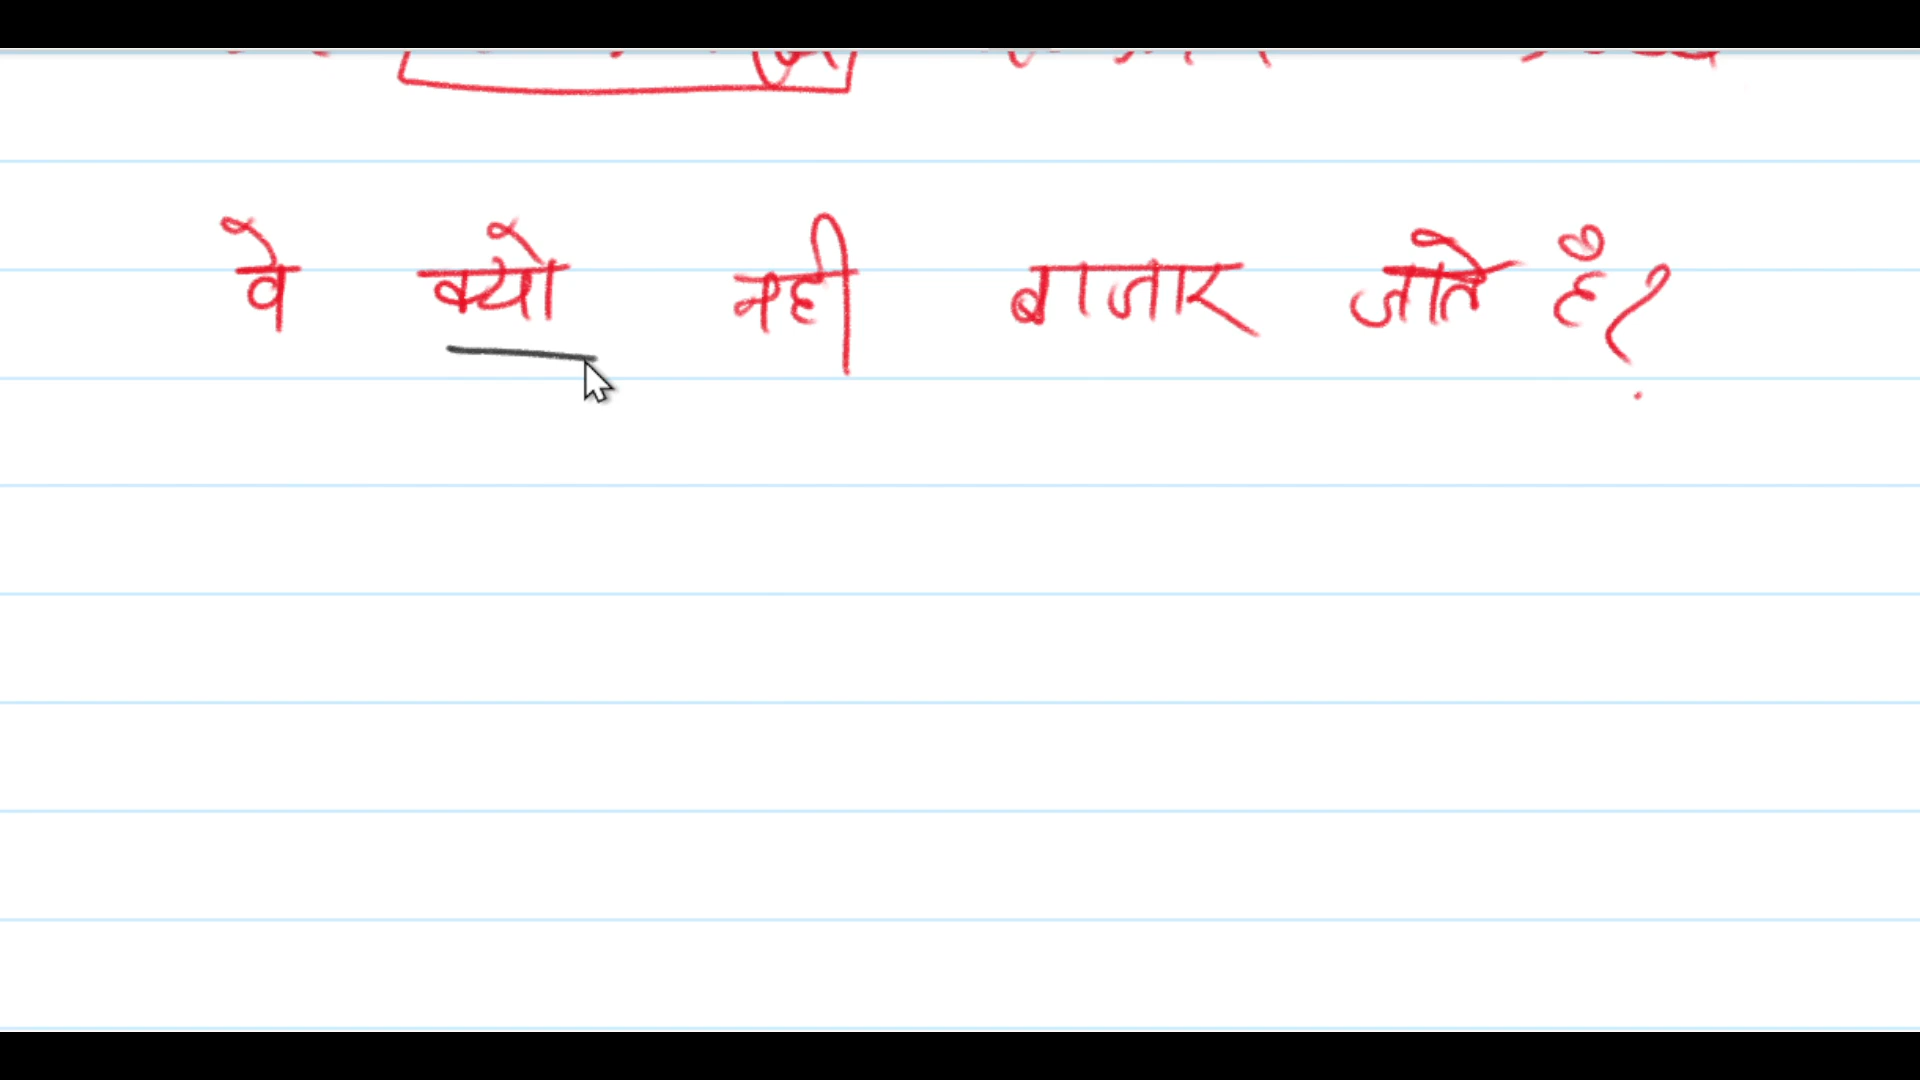 वे क्यो नही बाजार जाते हैं?